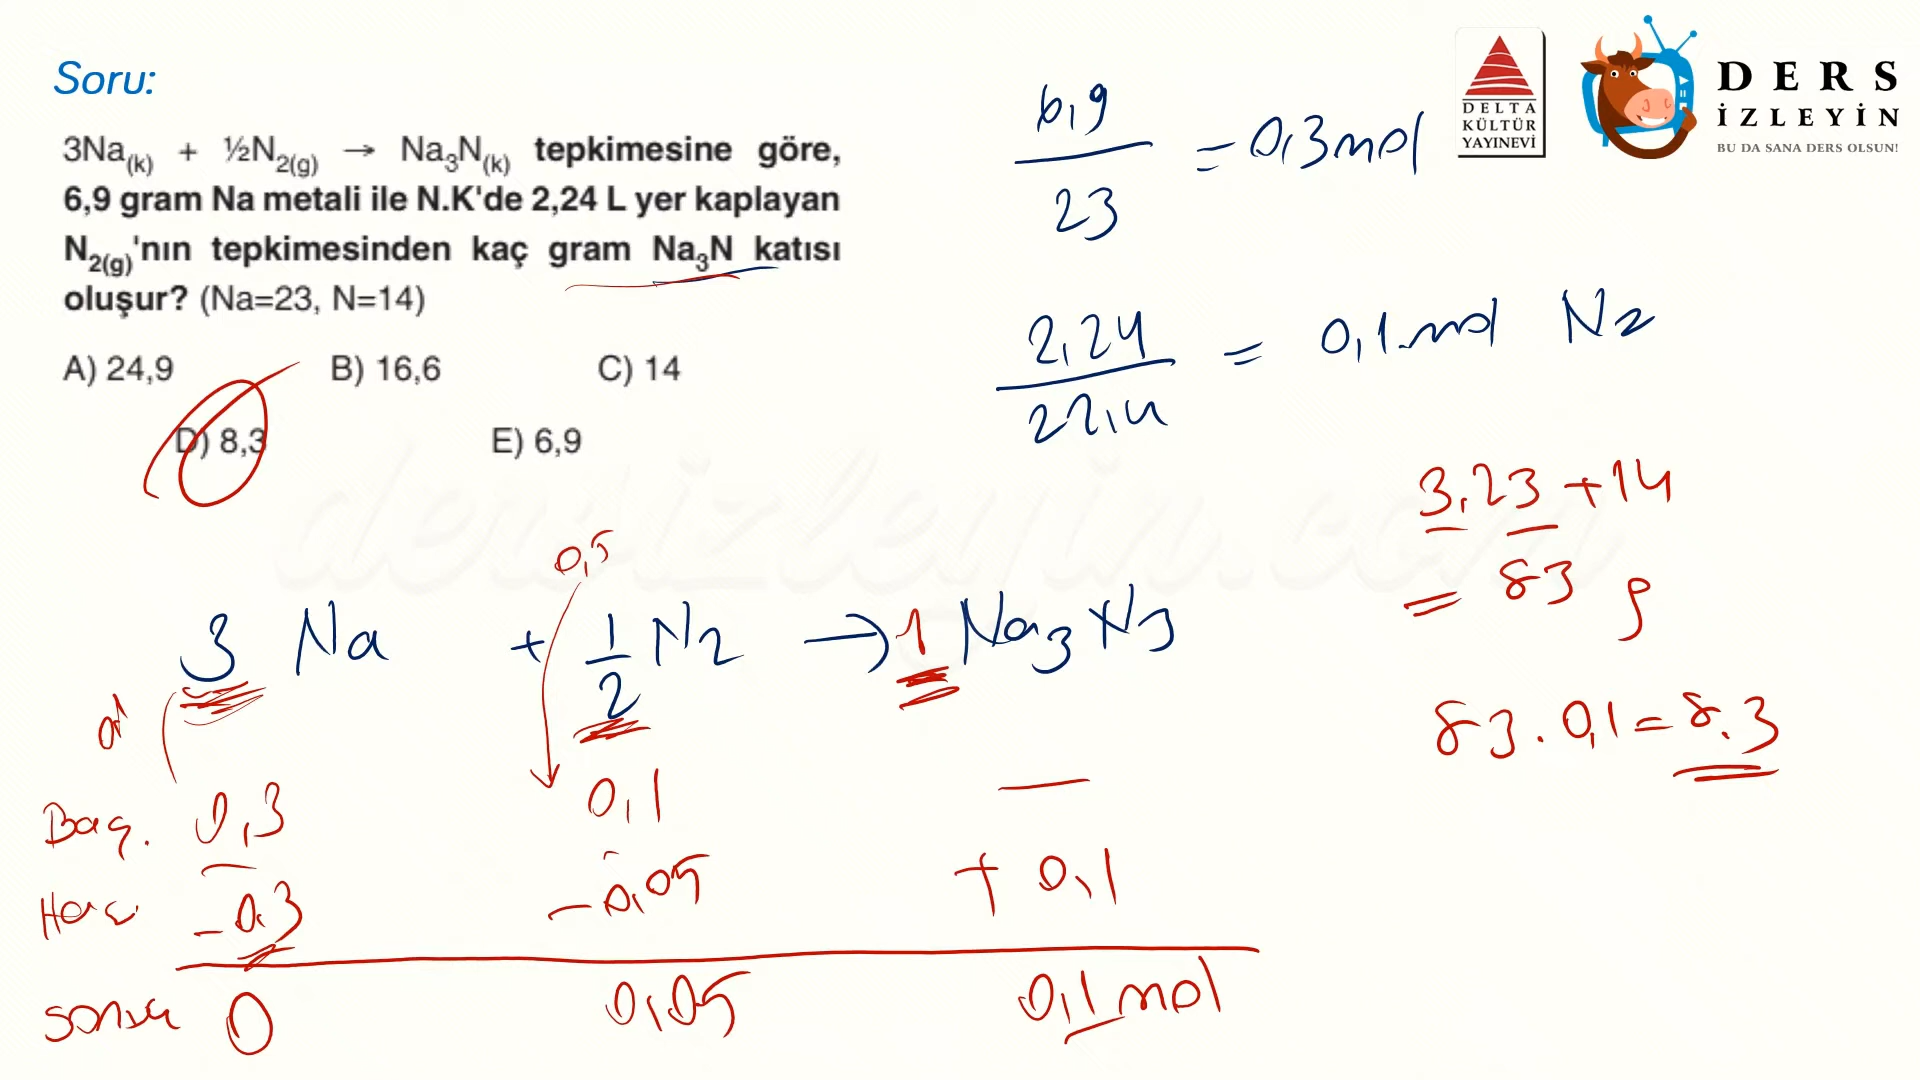 Soru:
3Na(k) + ½N2(g) → Na3N(k) tepkimesine göre,
6,9 gram Na metali ile N.K'de 2,24 L yer kaplayan
N2(g)'nın tepkimesinden kaç gram Na3N katısı
oluşur? (Na=23, N=14)
A) 24,9 B) 16,6 C) 14
D) 8,3 E) 6,9
6,9
23
=0,3mol
2,24
22,4
= 0,1 mol N2
DELTA
KÜLTÜR
YAYINEVİ
DERS
İZLEYİN
BU DA SANA DERS OLSUN!
3.23+14
= 83 g
83.0,1=8.3
dersizleyin.com
0,5
3 Na + 1/2 N2 → 1 Na3N3
Baş. 0,3 0,1 —
Harc. -0,3 -0,05 + 0,1
sonuç 0 0,05 0,1 mol